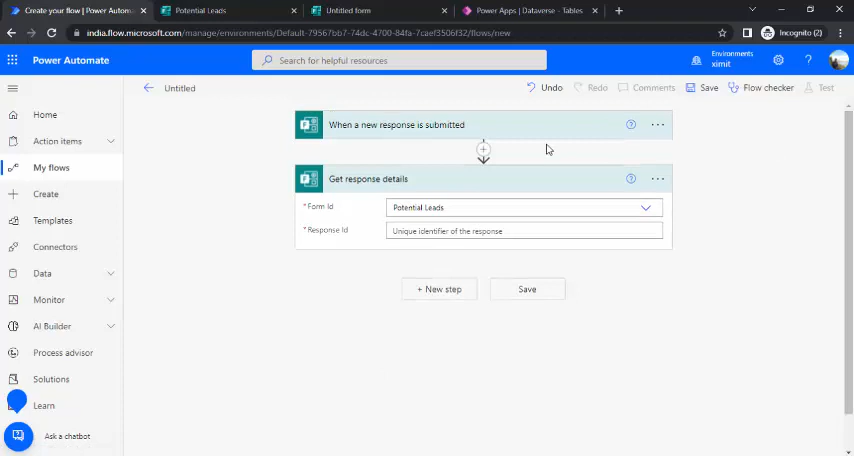 Create your flow | Power Automa
Potential Leads
Untitled form
Power Apps | Dataverse - Tables
india.flow.microsoft.com/manage/environments/Default-79567bb7-74dc-4700-84fa-7caef3506f32/flows/new
Incognito (2)
Power Automate
Search for helpful resources
Environments
ximit
Untitled
Undo
Redo
Comments
Save
Flow checker
Test
Home
Action items
My flows
Create
Templates
Connectors
Data
Monitor
AI Builder
Process advisor
Solutions
Learn
Ask a chatbot
When a new response is submitted
Get response details
* Form Id
Potential Leads
* Response Id
Unique identifier of the response
+ New step
Save